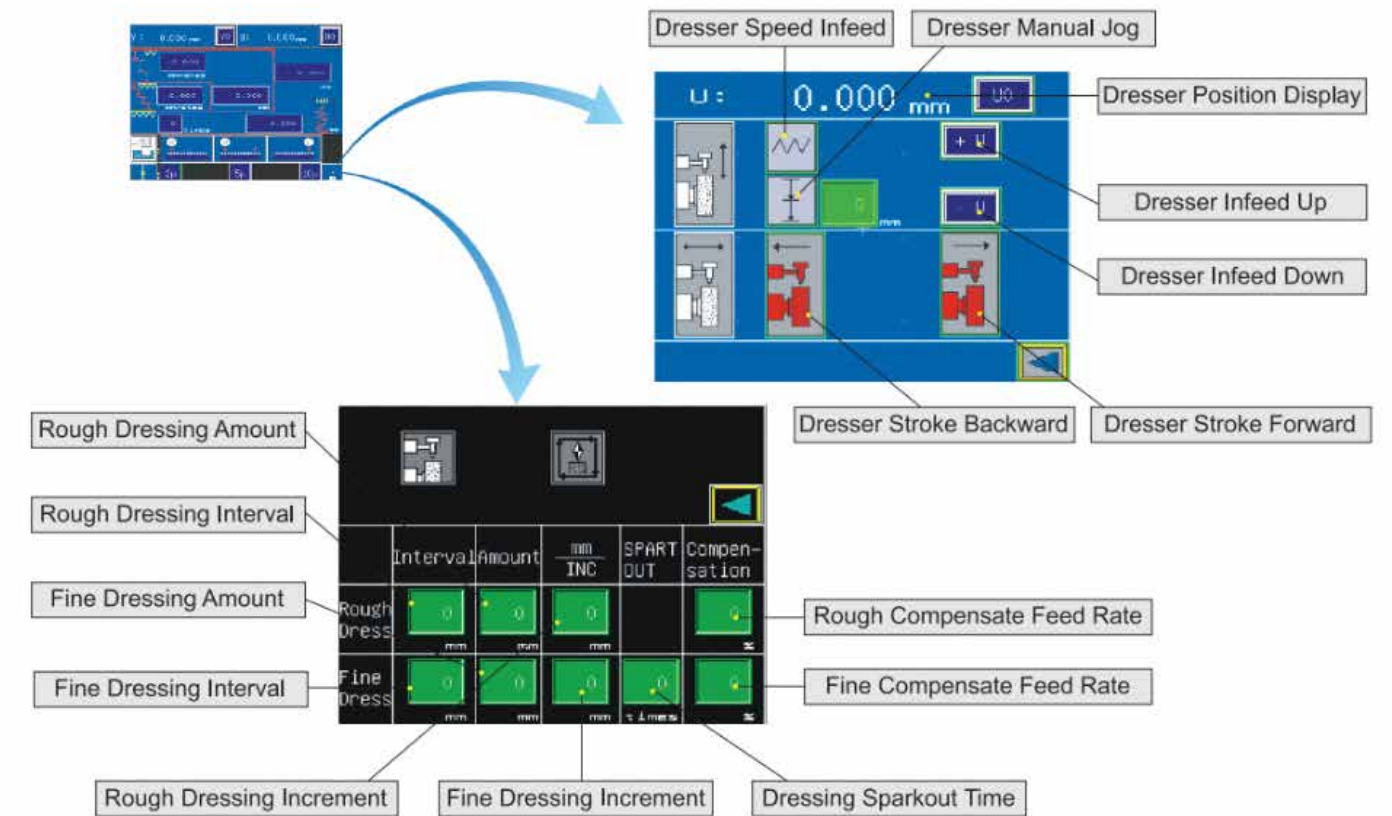 Dresser Speed Infeed
Dresser Manual Jog
U: 0.000 mm U0
Dresser Position Display
+ U
mm
- U
Dresser Infeed Up
Dresser Infeed Down
Dresser Stroke Backward
Dresser Stroke Forward
Rough Dressing Amount
Rough Dressing Interval
Fine Dressing Amount
Fine Dressing Interval
Interval Amount mm SPART Compen-
INC OUT sation
Rough 0 0 0 0
Dress mm mm mm %
Fine 0 0 0 0 0
Dress mm mm mm times %
Rough Compensate Feed Rate
Fine Compensate Feed Rate
Rough Dressing Increment
Fine Dressing Increment
Dressing Sparkout Time